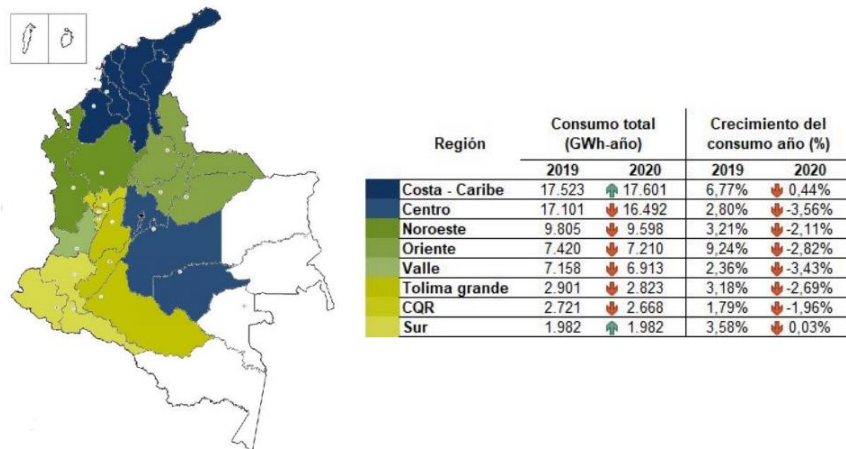 Región Consumo total (GWh-año) Crecimiento del consumo año (%)
2019 2020 2019 2020
Costa - Caribe 17.523 17.601 6,77% 0,44%
Centro 17.101 16.492 2,80% -3,56%
Noroeste 9.805 9.598 3,21% -2,11%
Oriente 7.420 7.210 9,24% -2,82%
Valle 7.158 6.913 2,36% -3,43%
Tolima grande 2.901 2.823 3,18% -2,69%
CQR 2.721 2.668 1,79% -1,96%
Sur 1.982 1.982 3,58% 0,03%